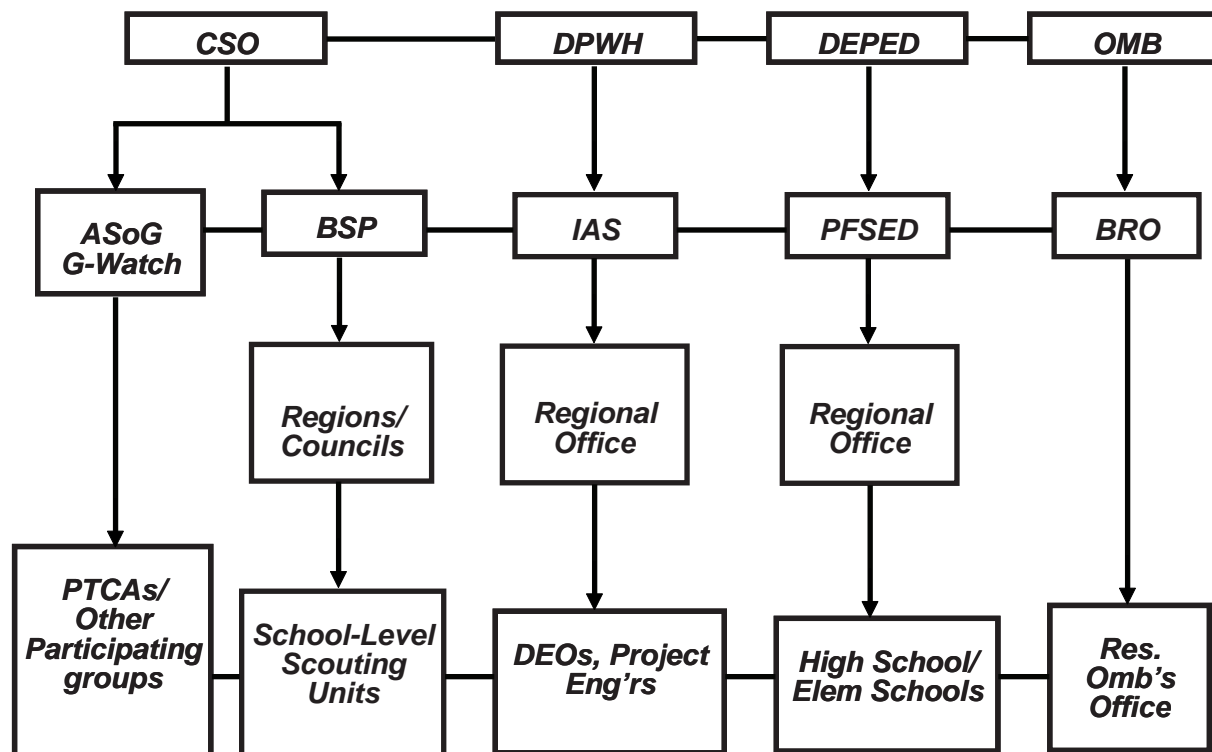 CSO
DPWH
DEPED
OMB
ASoG
G-Watch
BSP
IAS
PFSED
BRO
Regions/
Councils
Regional
Office
Regional
Office
PTCAs/
Other
Participating
groups
School-Level
Scouting
Units
DEOs, Project
Eng'rs
High School/
Elem Schools
Res.
Omb's
Office